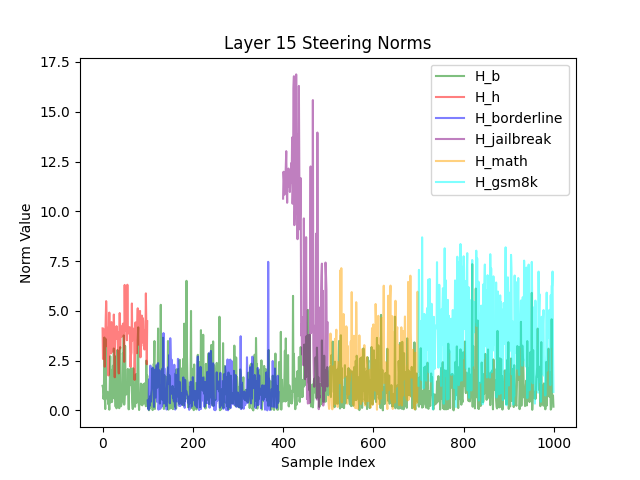 Layer 15 Steering Norms
17.5
15.0
12.5
10.0
7.5
5.0
2.5
0.0
Norm Value
H_b
H_h
H_borderline
H_jailbreak
H_math
H_gsm8k
0
200
400
600
800
1000
Sample Index